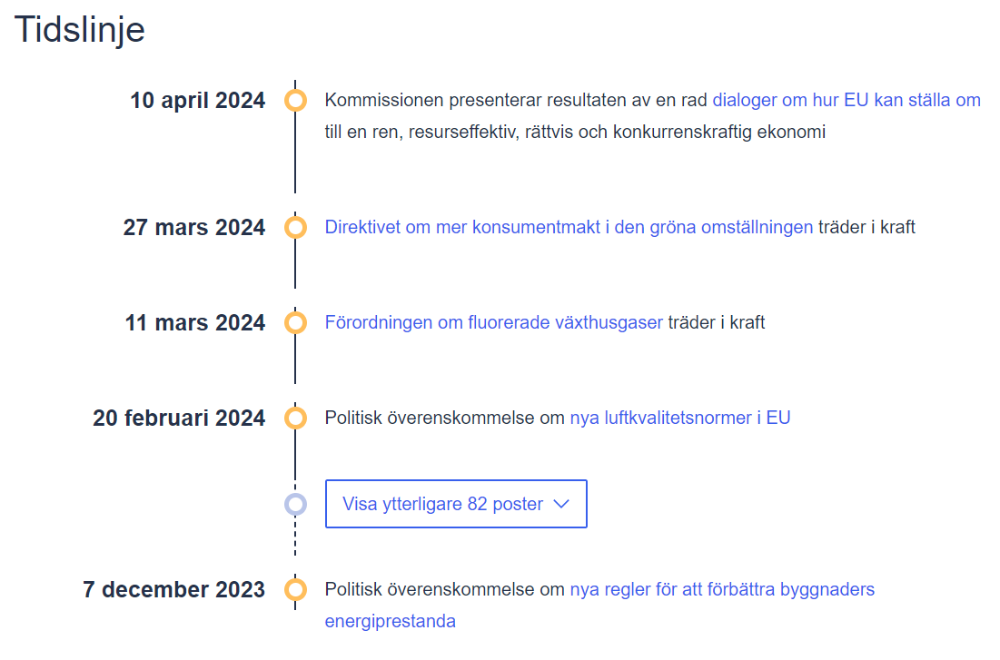 Tidslinje
10 april 2024
Kommissionen presenterar resultaten av en rad dialoger om hur EU kan ställa om
till en ren, resurseffektiv, rättvis och konkurrenskraftig ekonomi
27 mars 2024
Direktivet om mer konsumentmakt i den gröna omställningen träder i kraft
11 mars 2024
Förordningen om fluorerade växthusgaser träder i kraft
20 februari 2024
Politisk överenskommelse om nya luftkvalitetsnormer i EU
Visa ytterligare 82 poster
7 december 2023
Politisk överenskommelse om nya regler för att förbättra byggnaders
energiprestanda